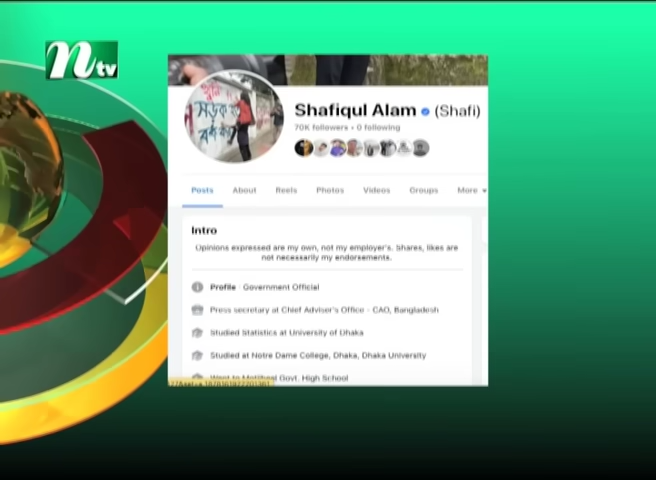 ntv
Shafiqul Alam (Shafi)
70K followers • 0 following
Posts About Reels Photos Videos Groups More
Intro
Opinions expressed are my own, not my employer's. Shares, likes are
not necessarily my endorsements.
Profile · Government Official
Press secretary at Chief Adviser's Office - CAO, Bangladesh
Studied Statistics at University of Dhaka
Studied at Notre Dame College, Dhaka, Dhaka University
Went to Motijheel Govt. High School